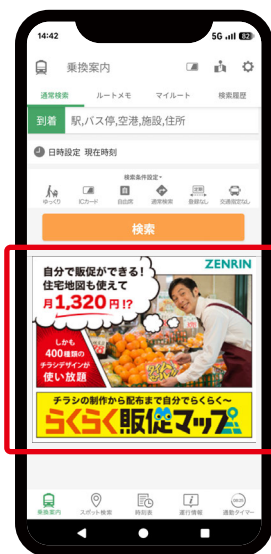 14:42
5G 82
乗換案内
通常検索 ルートメモ マイルート 検索履歴
到着 駅,バス停,空港,施設,住所
日時設定 現在時刻
検索条件設定
ゆっくり ICカード 自由席 通常検索 登録なし 交通指定なし
検索
ZENRIN
自分で販促ができる!
住宅地図も使えて
月1,320円!?
しかも
400種類の
チラシデザインが
使い放題
チラシの制作から配布まで自分でらくらく~
らくらく販促マップ
乗換案内 スポット検索 時刻表 運行情報 通勤タイマー